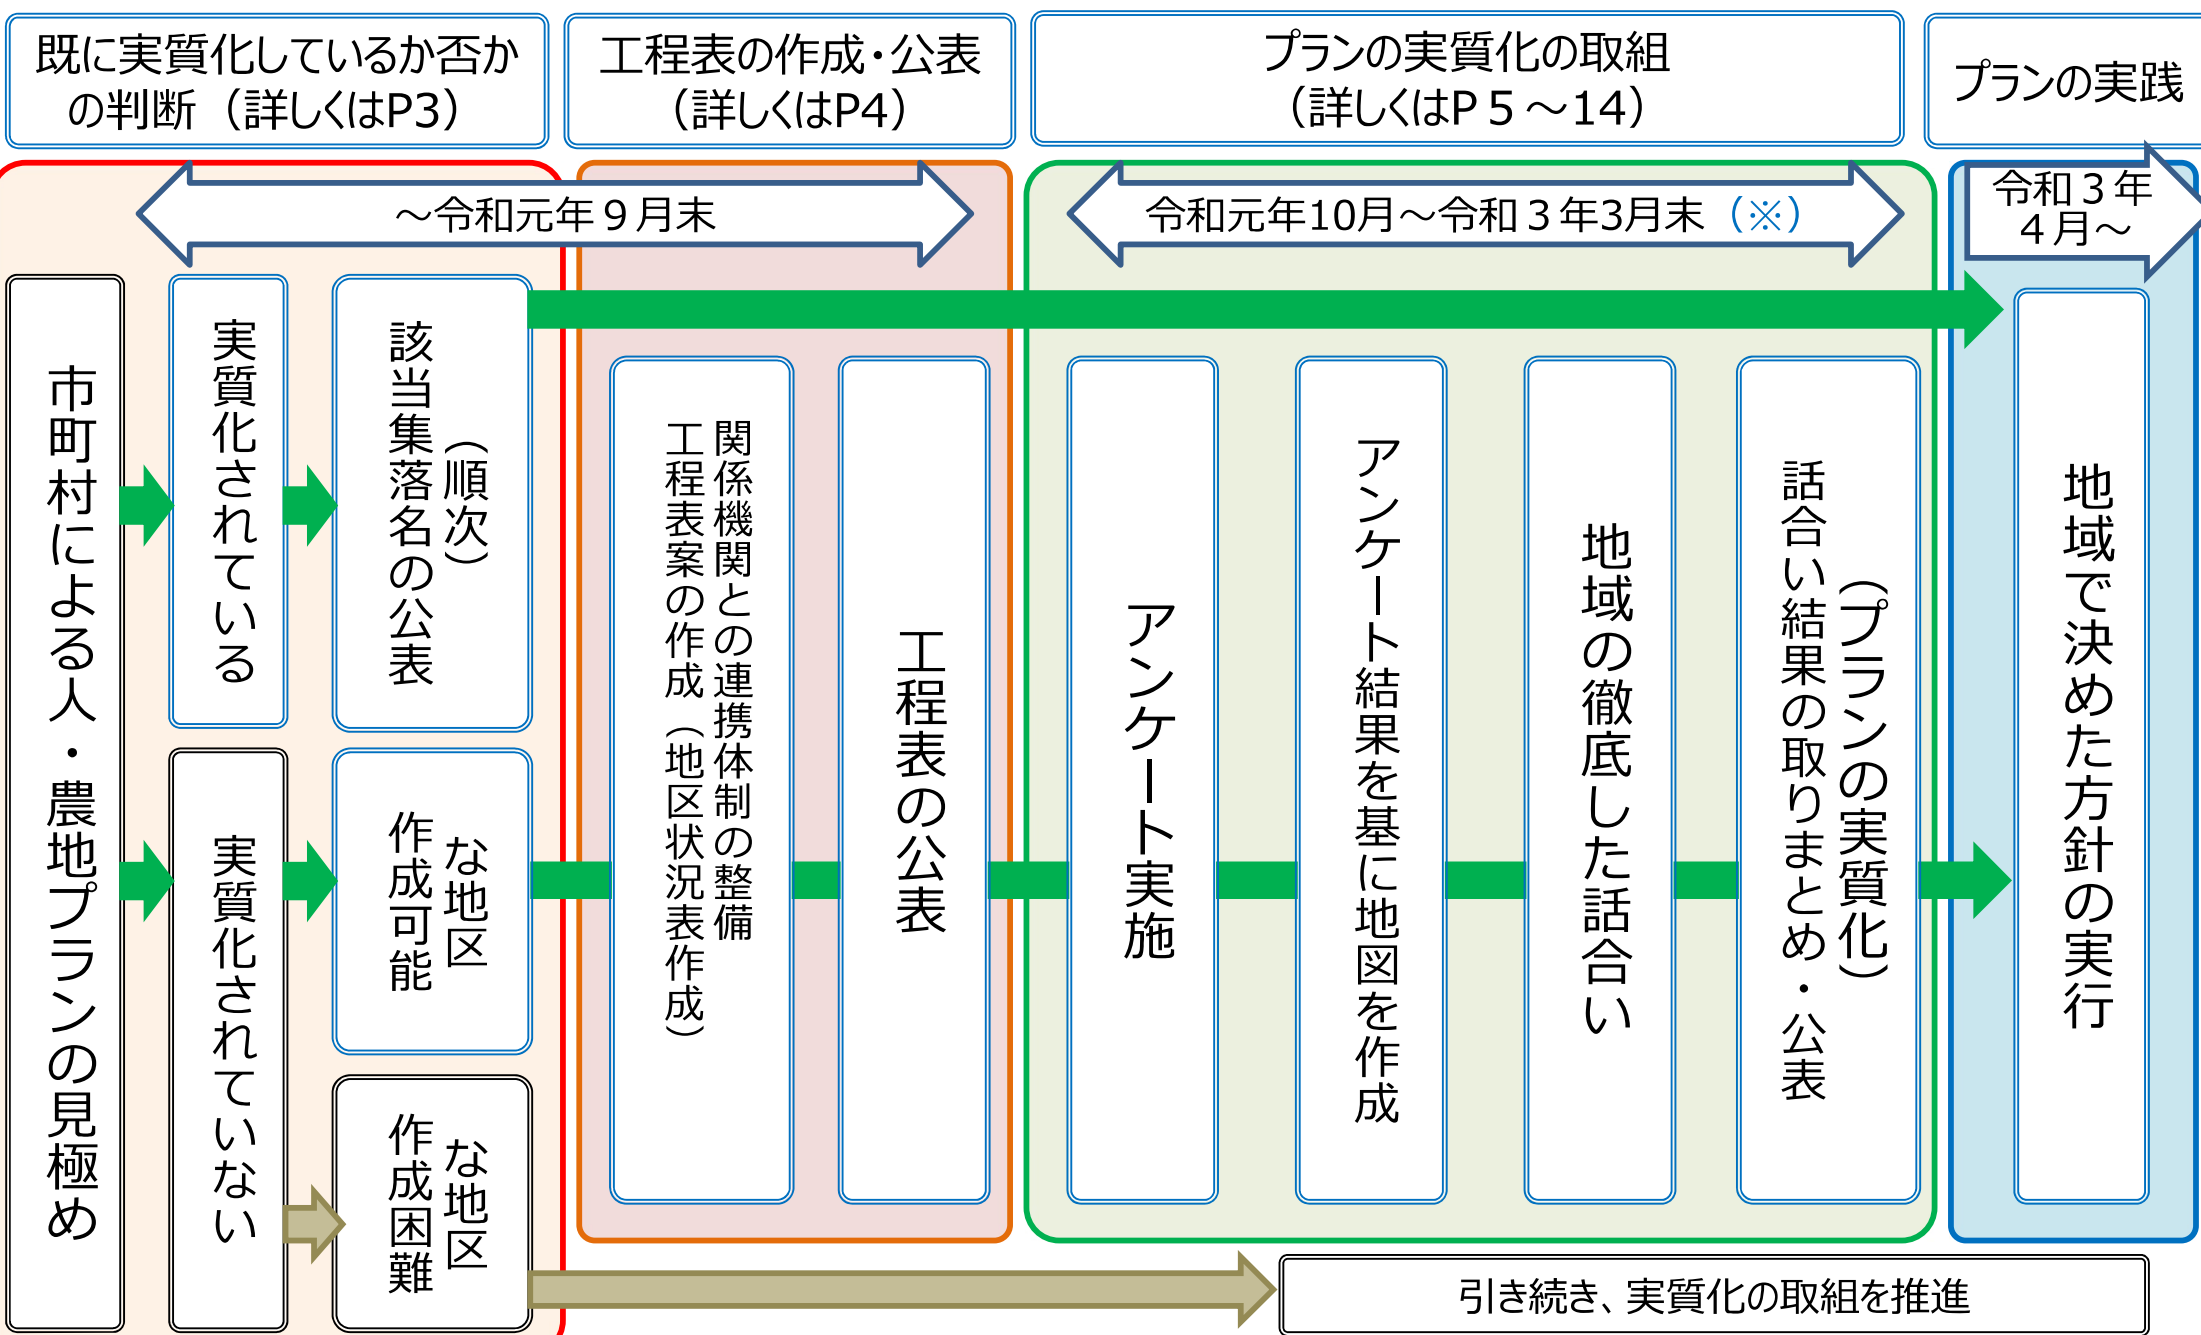 既に実質化しているか否か
の判断（詳しくはP3）
工程表の作成・公表
（詳しくはP4）
プランの実質化の取組
（詳しくはP５～14）
プランの実践
～令和元年９月末
令和元年10月～令和３年3月末（※）
令和３年
４月～
市町村による人・農地プランの見極め
実質化されている
該当集落名の公表
（順次）
実質化されていない
作成可能
な地区
作成困難
な地区
関係機関との連携体制の整備
工程表案の作成（地区状況表作成）
工程表の公表
アンケート実施
アンケート結果を基に地図を作成
地域の徹底した話合い
話合い結果の取りまとめ・公表
（プランの実質化）
地域で決めた方針の実行
引き続き、実質化の取組を推進